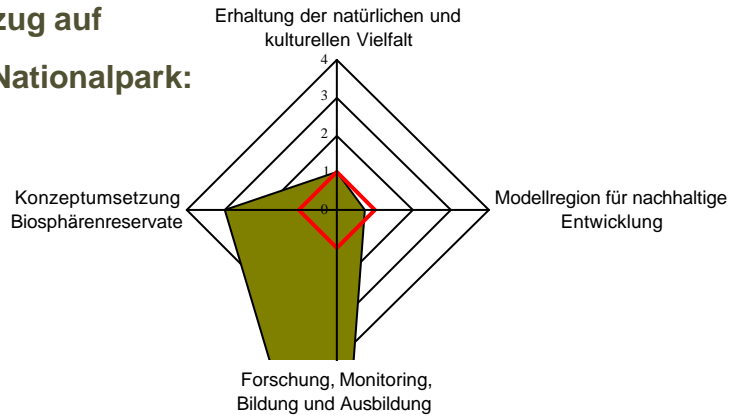 zug auf
Nationalpark:
Erhaltung der natürlichen und
kulturellen Vielfalt
4
3
2
1
0
Konzeptumsetzung
Biosphärenreservate
Modellregion für nachhaltige
Entwicklung
Forschung, Monitoring,
Bildung und Ausbildung